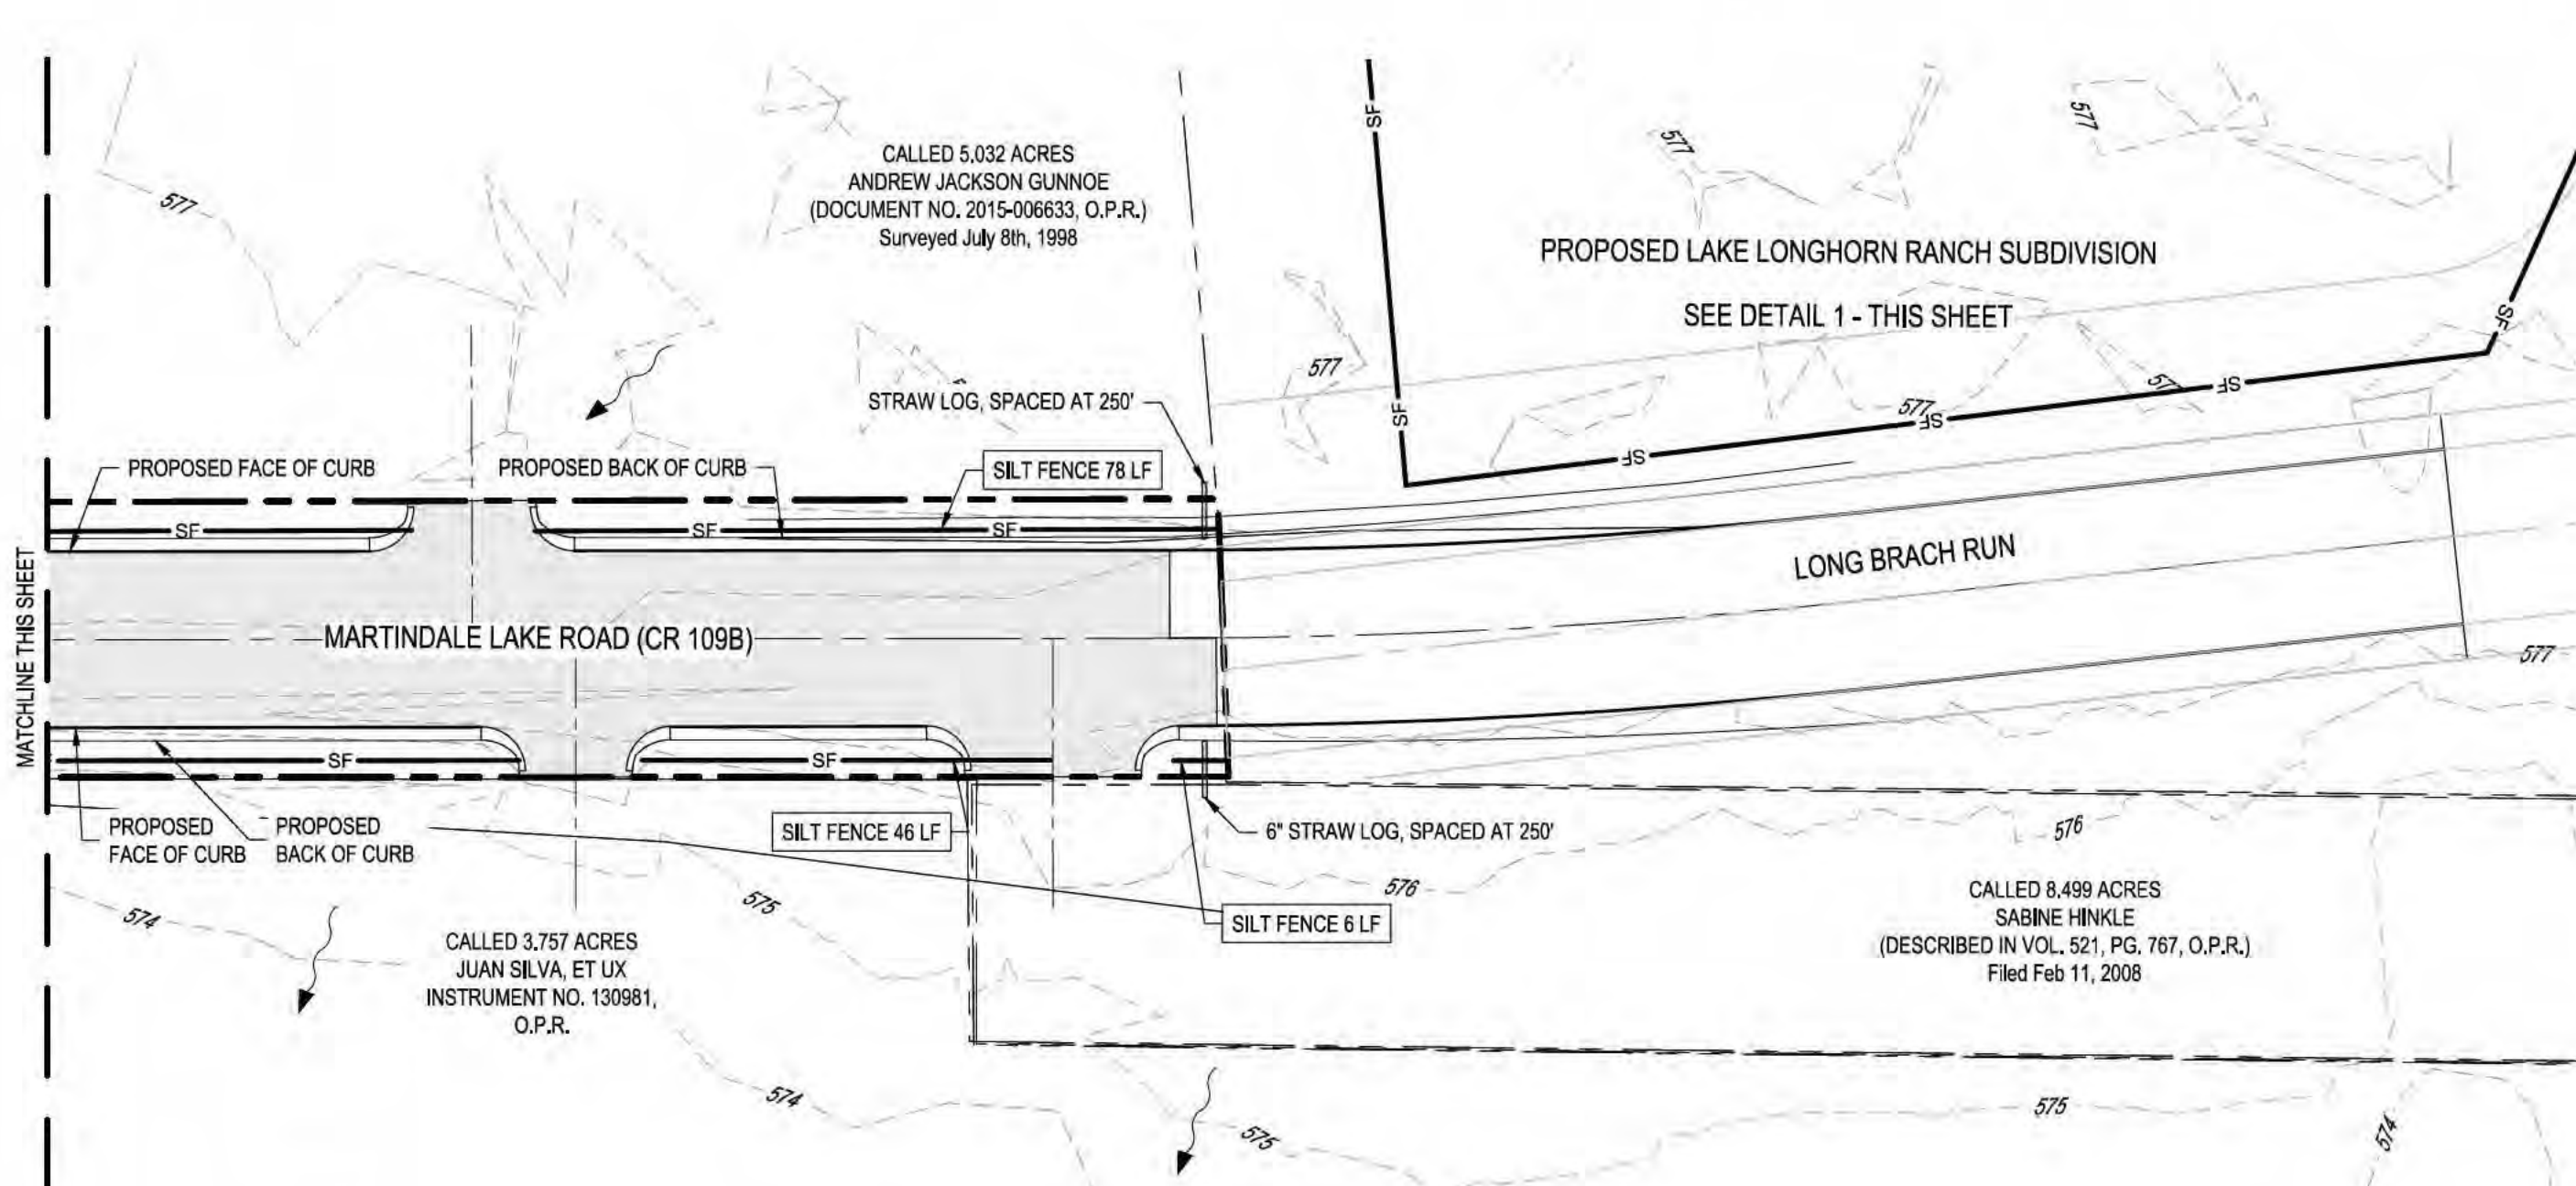 CALLED 5.032 ACRES
ANDREW JACKSON GUNNOE
(DOCUMENT NO. 2015-006633, O.P.R.)
Surveyed July 8th, 1998
577
577
577
SF
PROPOSED LAKE LONGHORN RANCH SUBDIVISION
SEE DETAIL 1 - THIS SHEET
SF
577
577
SF
577
SF
SF
SF
STRAW LOG, SPACED AT 250'
PROPOSED FACE OF CURB
PROPOSED BACK OF CURB
SILT FENCE 78 LF
SF
SF
SF
SF
LONG BRACH RUN
MATCHLINE THIS SHEET
MARTINDALE LAKE ROAD (CR 109B)
577
SF
SF
PROPOSED
FACE OF CURB
PROPOSED
BACK OF CURB
SILT FENCE 46 LF
6" STRAW LOG, SPACED AT 250'
576
576
575
574
SILT FENCE 6 LF
CALLED 3.757 ACRES
JUAN SILVA, ET UX
INSTRUMENT NO. 130981,
O.P.R.
CALLED 8.499 ACRES
SABINE HINKLE
(DESCRIBED IN VOL. 521, PG. 767, O.P.R.)
Filed Feb 11, 2008
574
575
575
574